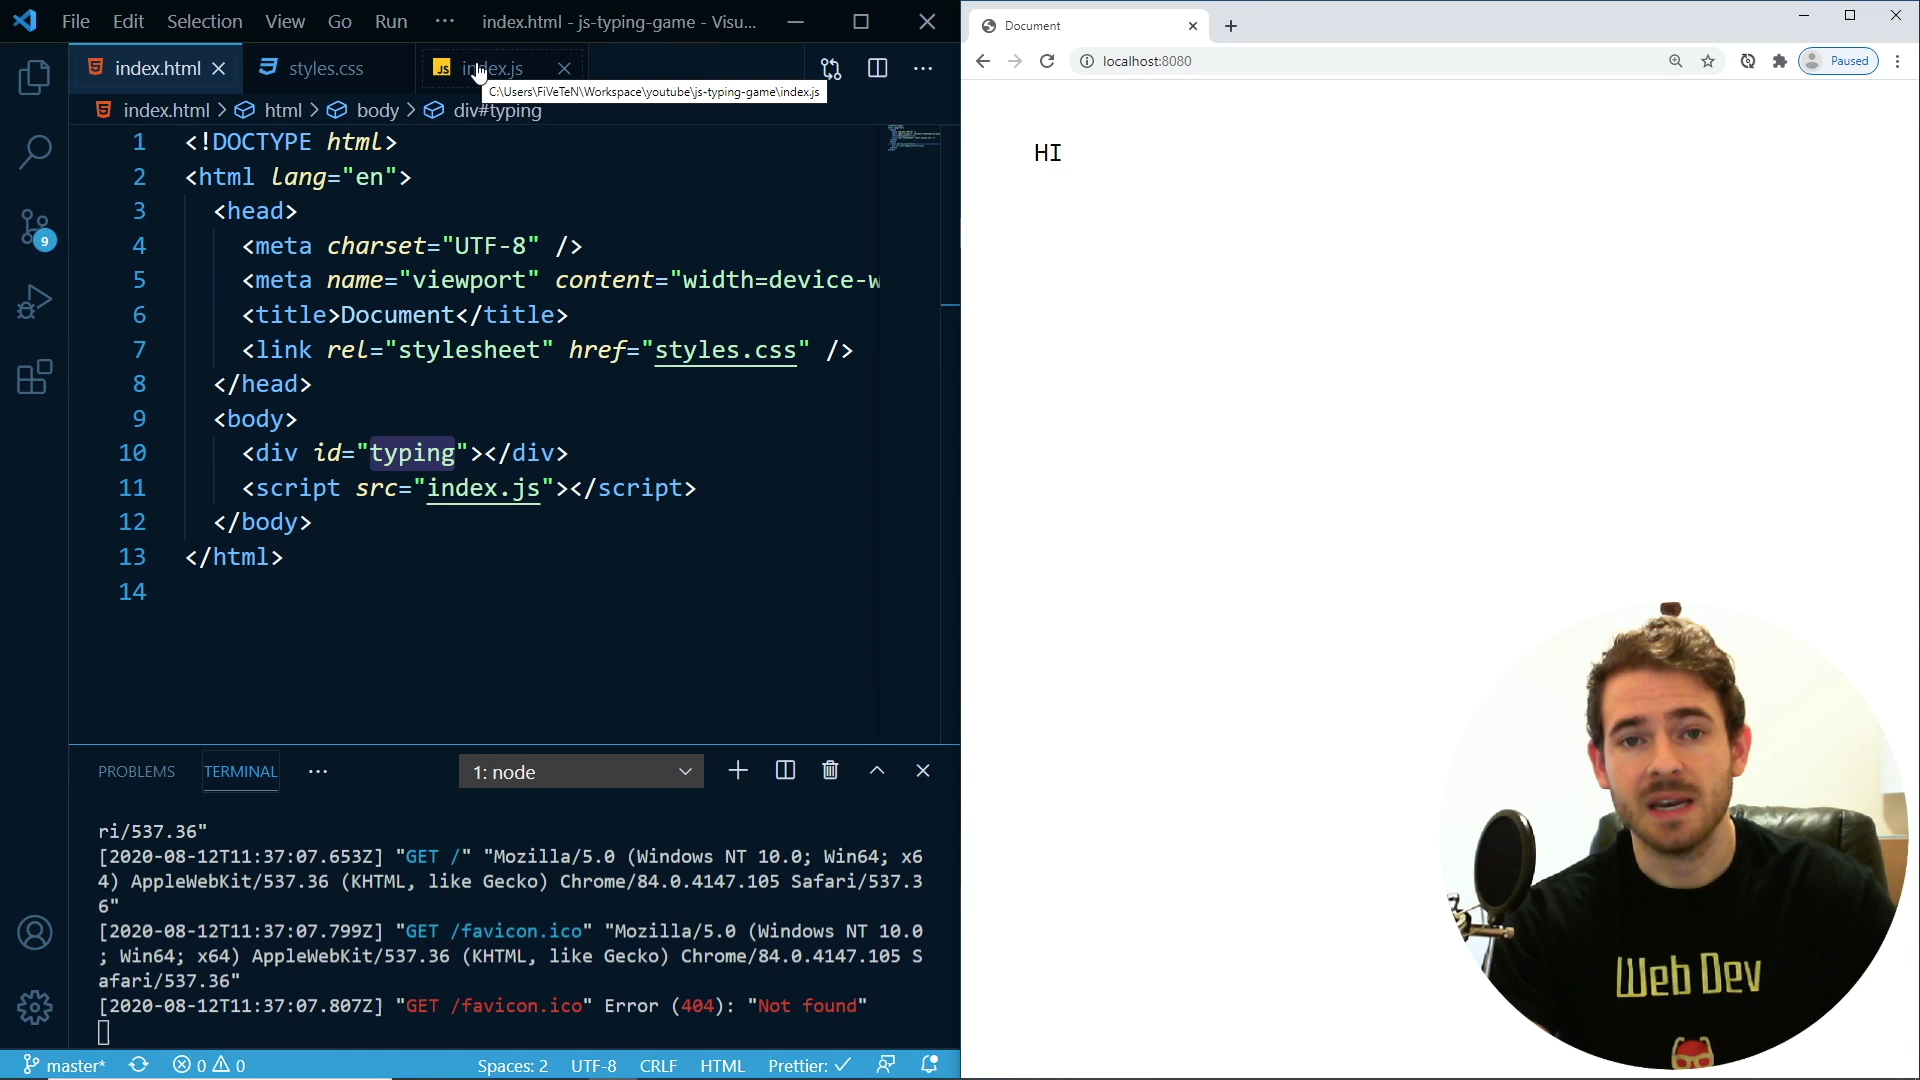 File Edit Selection View Go Run ··· index.html - js-typing-game - Visu...
index.html styles.css index.js
C:\Users\FiVeTeN\Workspace\youtube\js-typing-game\index.js
index.html > html > body > div#typing
1 <!DOCTYPE html>
2 <html lang="en">
3 <head>
4 <meta charset="UTF-8" />
5 <meta name="viewport" content="width=device-w
6 <title>Document</title>
7 <link rel="stylesheet" href="styles.css" />
8 </head>
9 <body>
10 <div id="typing"></div>
11 <script src="index.js"></script>
12 </body>
13 </html>
14
9
PROBLEMS TERMINAL ··· 1: node
ri/537.36"
[2020-08-12T11:37:07.653Z] "GET /" "Mozilla/5.0 (Windows NT 10.0; Win64; x6
4) AppleWebKit/537.36 (KHTML, like Gecko) Chrome/84.0.4147.105 Safari/537.3
6"
[2020-08-12T11:37:07.799Z] "GET /favicon.ico" "Mozilla/5.0 (Windows NT 10.0
; Win64; x64) AppleWebKit/537.36 (KHTML, like Gecko) Chrome/84.0.4147.105 S
afari/537.36"
[2020-08-12T11:37:07.807Z] "GET /favicon.ico" Error (404): "Not found"
master* 0 0 Spaces: 2 UTF-8 CRLF HTML Prettier: ✓
Document
localhost:8080 Paused
HI
Web Dev